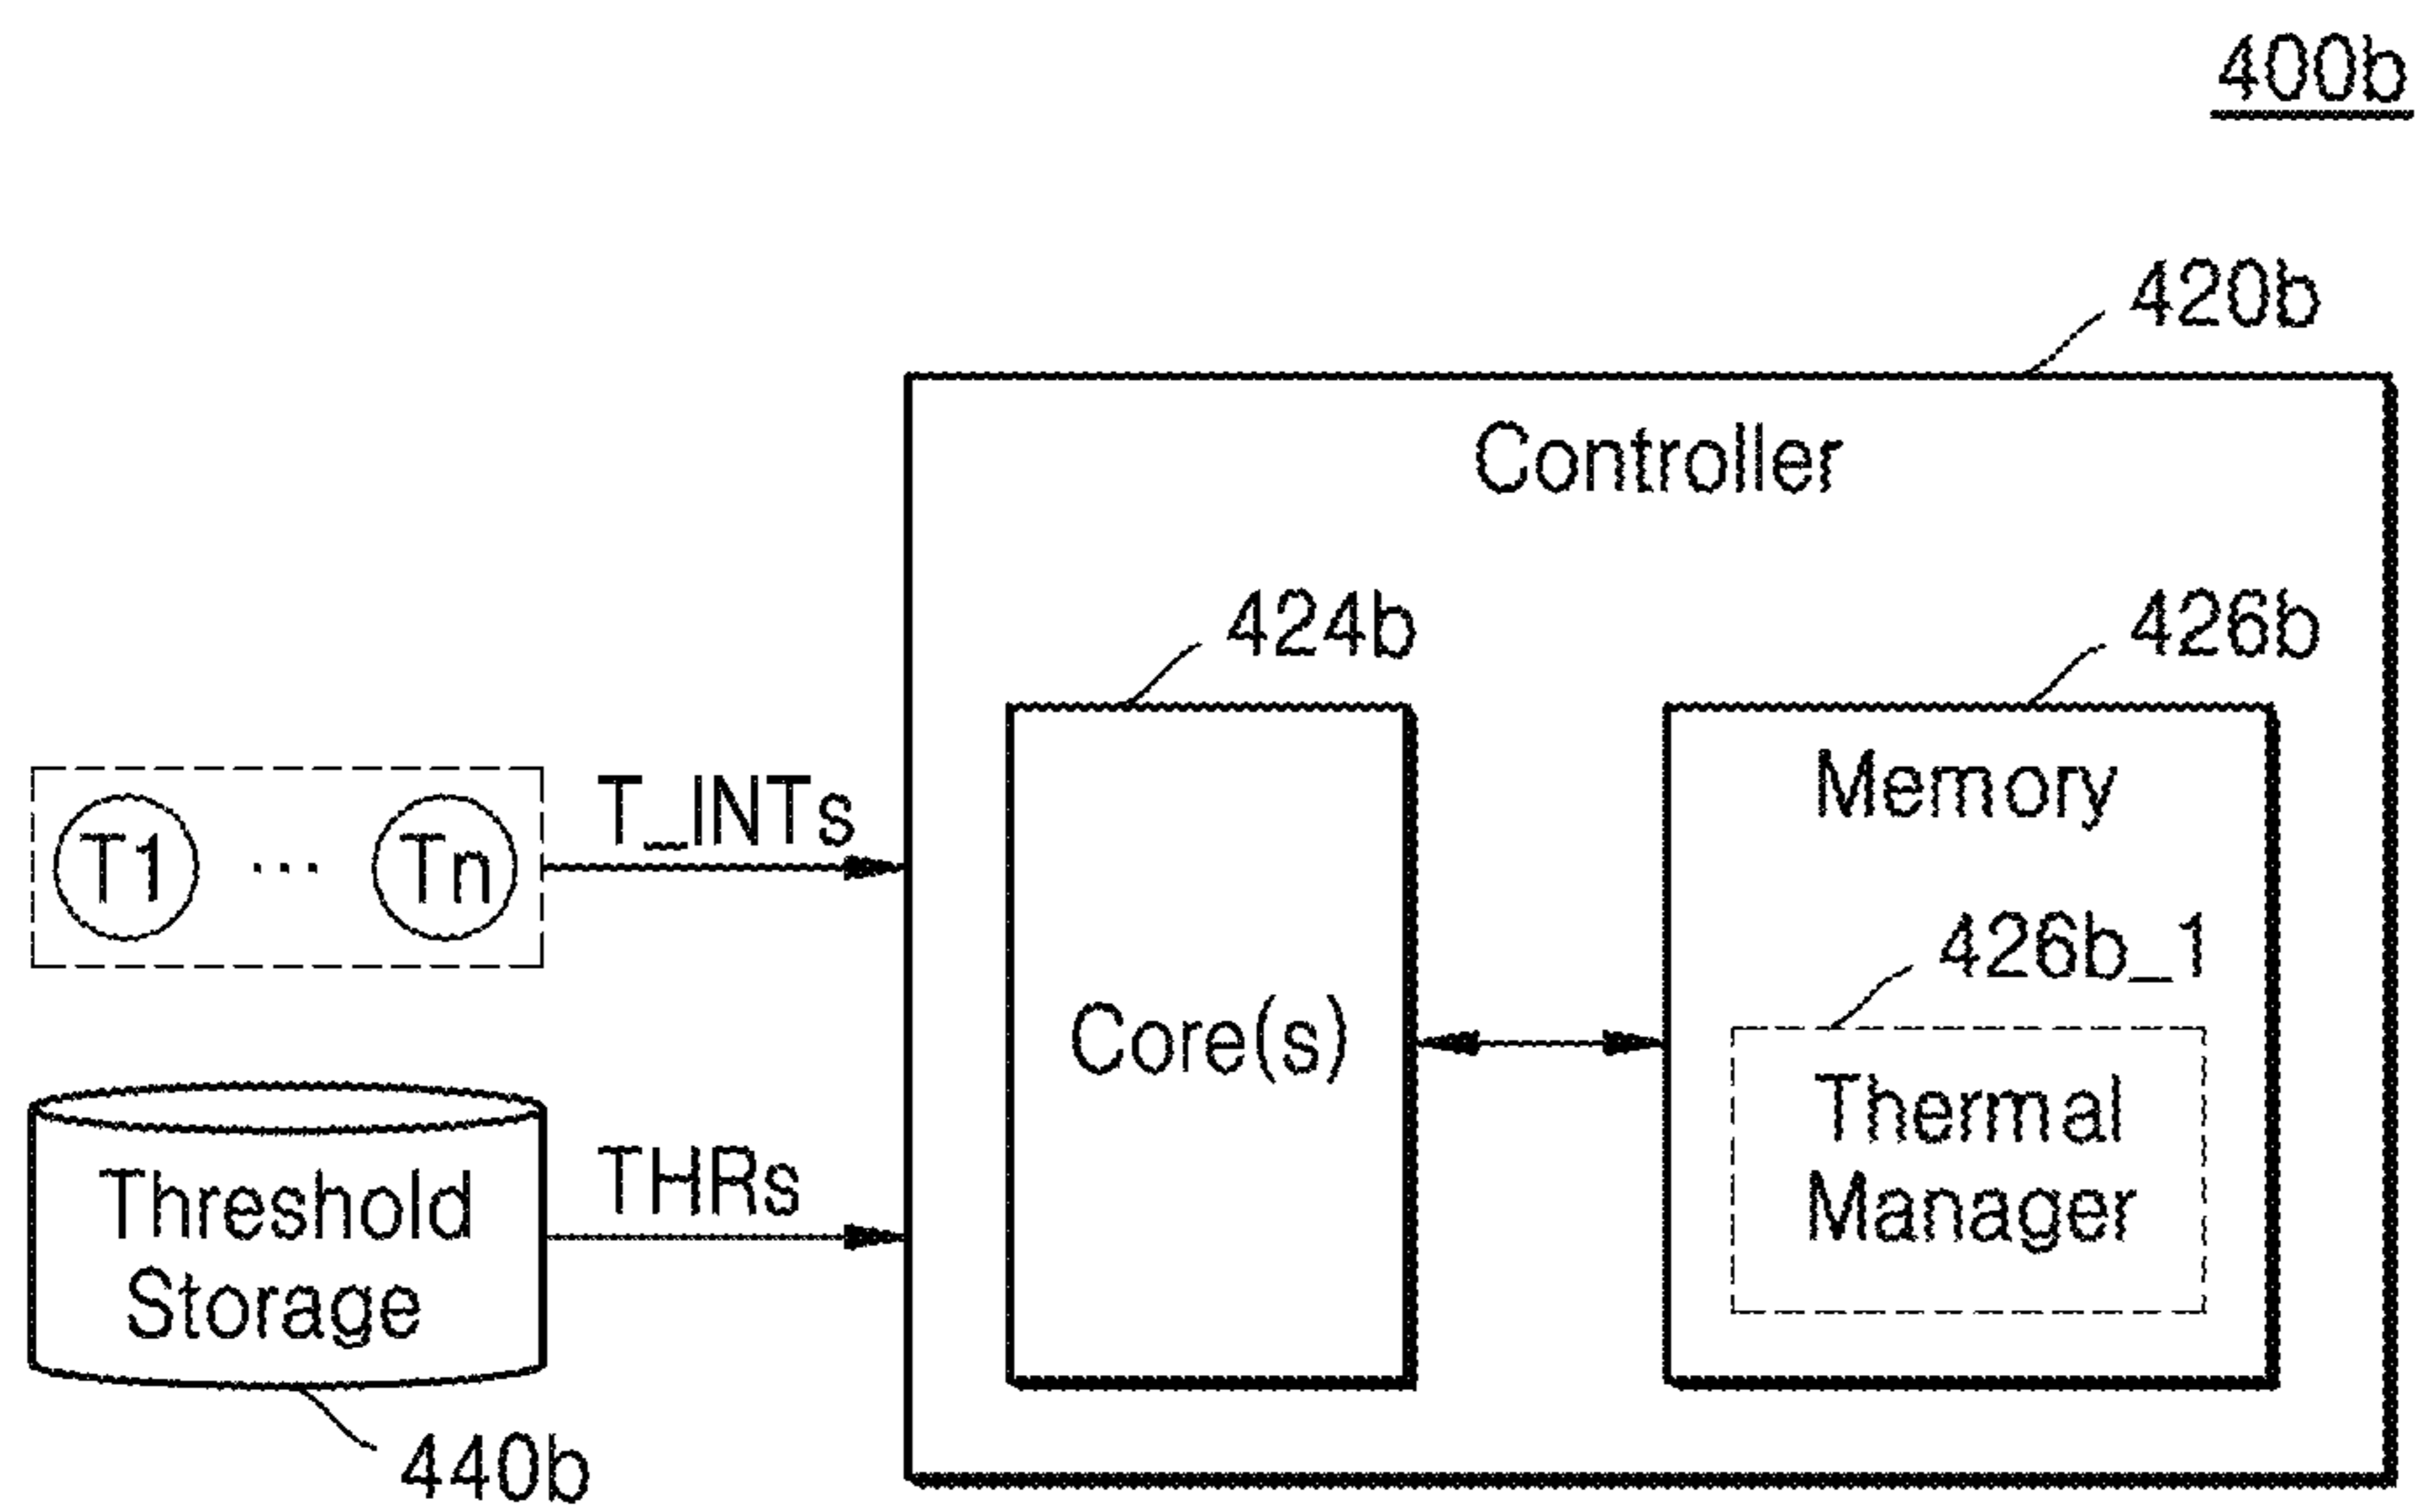 400b
420b
Controller
424b
426b
Memory
T_INTs
T1 ... Tn
426b_1
Core(s)
Thermal
Manager
THRs
Threshold
Storage
440b